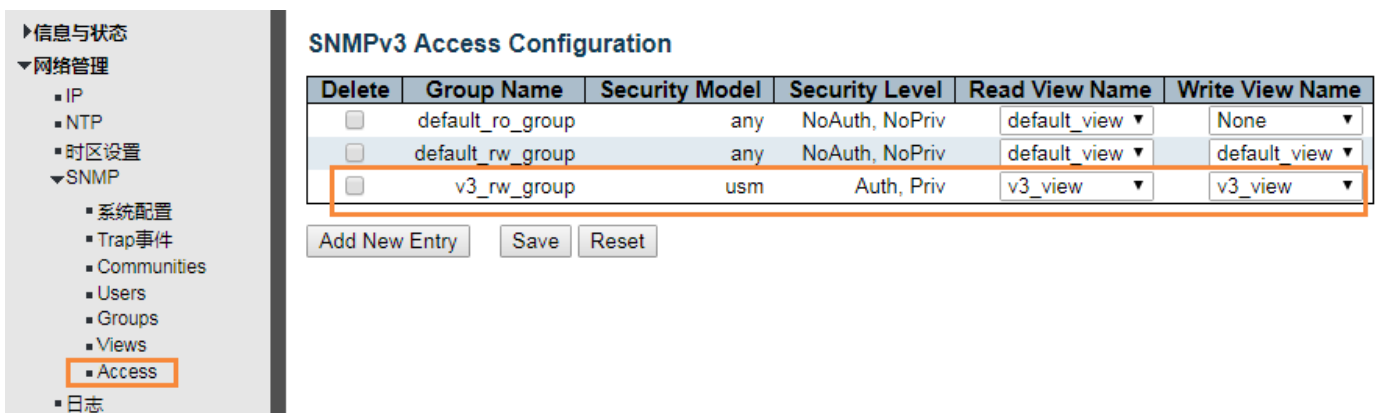 信息与状态
网络管理
IP
NTP
时区设置
SNMP
系统配置
Trap事件
Communities
Users
Groups
Views
Access
日志
SNMPv3 Access Configuration
Delete Group Name Security Model Security Level Read View Name Write View Name
default_ro_group any NoAuth, NoPriv default_view None
default_rw_group any NoAuth, NoPriv default_view default_view
v3_rw_group usm Auth, Priv v3_view v3_view
Add New Entry Save Reset